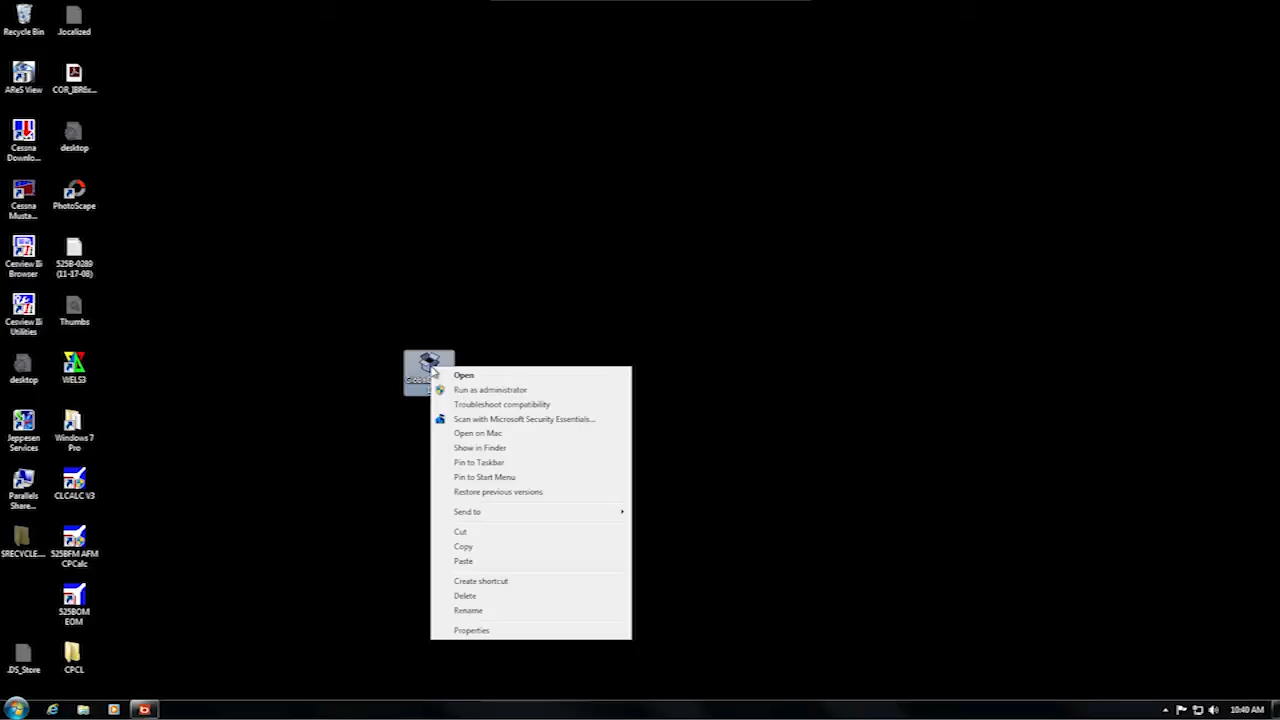 Recycle Bin
.localized
AReS View
COR_IBR6x...
Cessna
Downlo...
desktop
Cessna
Musta...
PhotoScape
Cesview IIi
Browser
525B-0289
(11-17-08)
Cesview IIi
Utilities
Thumbs
desktop
WELS3
Jeppesen
Services
Windows 7
Pro
Parallels
Share...
CLCALC V3
$RECYCLE....
525BFM AFM
CPCalc
525BOM
EOM
.DS_Store
CPCL
Open
Run as administrator
Troubleshoot compatibility
Scan with Microsoft Security Essentials...
Open on Mac
Show in Finder
Pin to Taskbar
Pin to Start Menu
Restore previous versions
Send to
Cut
Copy
Paste
Create shortcut
Delete
Rename
Properties
10:40 AM